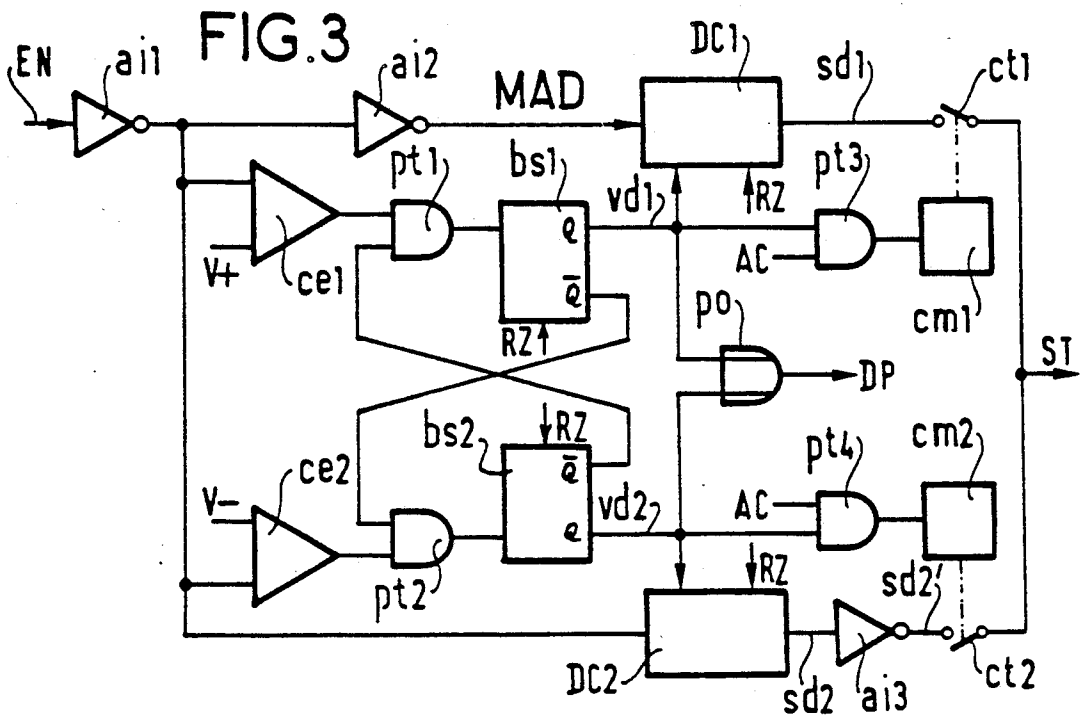 FIG.3
EN
ai1
ai2
MAD
DC1
sd1
ct1
pt1
bs1
vd1
RZ
pt3
Q
AC
V+
ce1
Q̅
RZ
cm1
po
DP
ST
bs2
RZ
Q̅
pt4
cm2
ce2
V-
vd2
AC
Q
pt2
RZ
sd2'
DC2
sd2
ai3
ct2